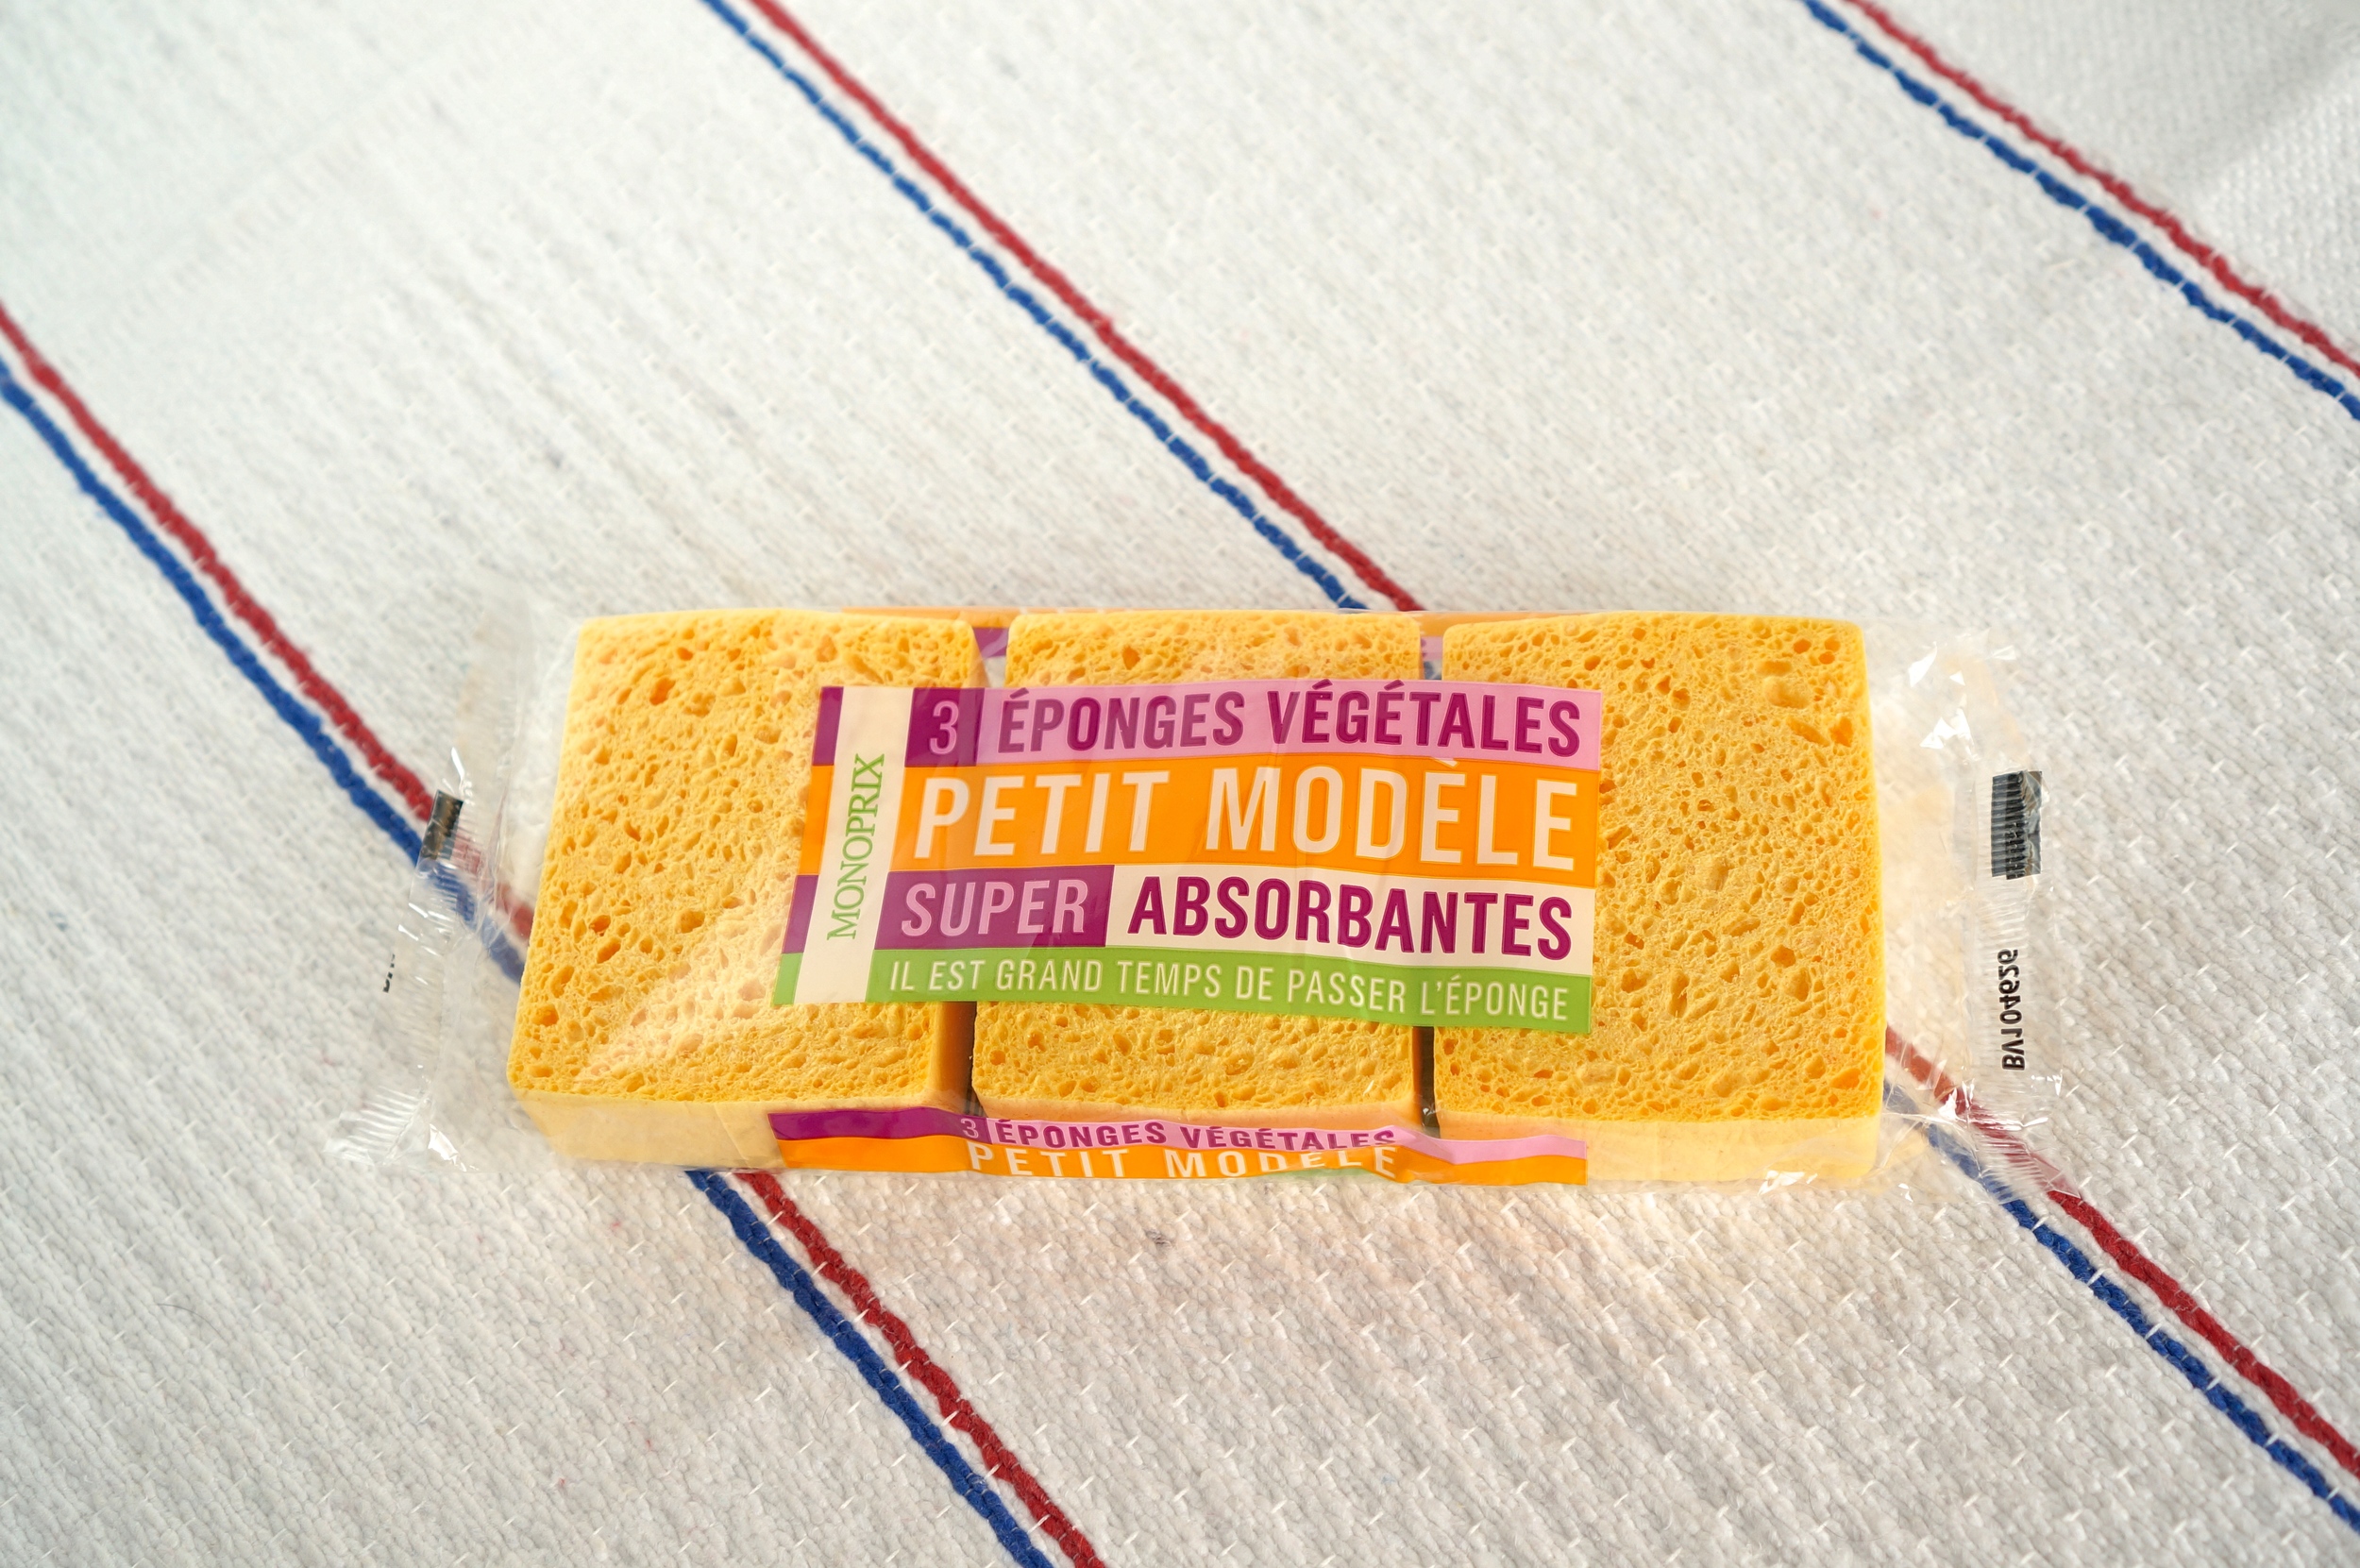 MONOPRIX
3 ÉPONGES VÉGÉTALES
PETIT MODÈLE
SUPER ABSORBANTES
IL EST GRAND TEMPS DE PASSER L'ÉPONGE
3 ÉPONGES VÉGÉTALES
PETIT MODÈLE